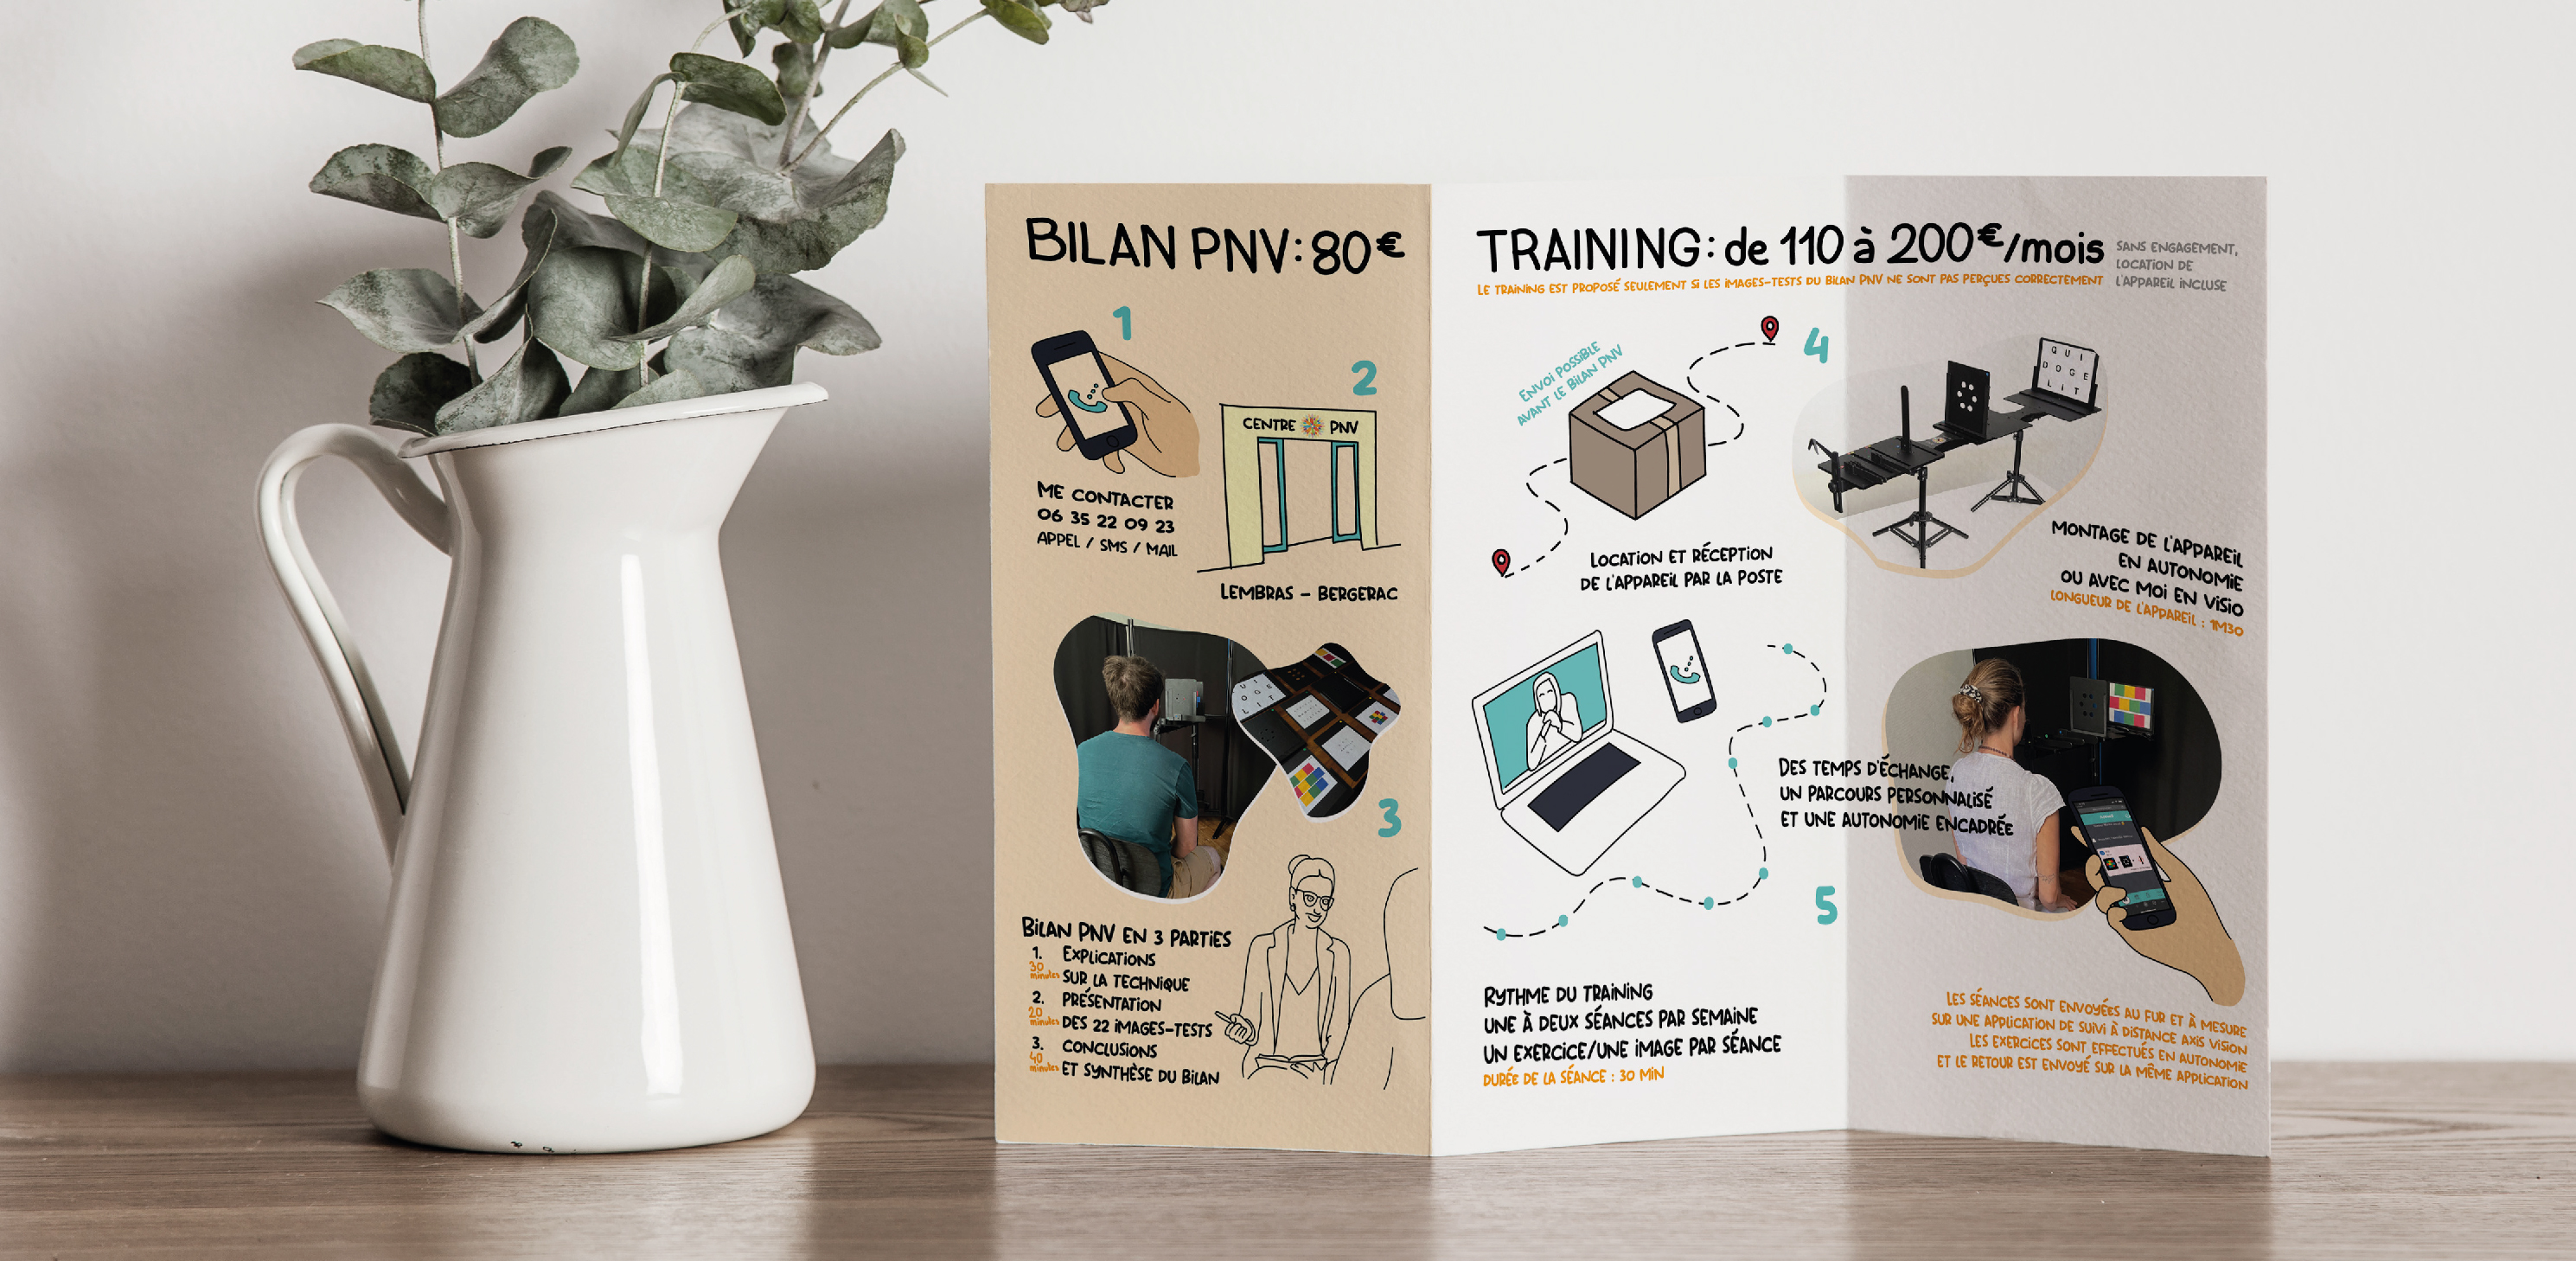 BILAN PNV: 80€
1
2
CENTRE PNV
ME CONTACTER
06 35 22 09 23
APPEL / SMS / MAIL
LEMBRAS – BERGERAC
3
BILAN PNV EN 3 PARTIES
1. EXPLICATIONS
30 minutes SUR LA TECHNIQUE
2. PRÉSENTATION
20 minutes DES 22 IMAGES-TESTS
3. CONCLUSIONS
40 minutes ET SYNTHÈSE DU BILAN
TRAINING: de 110 à 200€/mois
SANS ENGAGEMENT,
LOCATION DE
L'APPAREIL INCLUSE
LE TRAINING EST PROPOSÉ SEULEMENT SI LES IMAGES-TESTS DU BILAN PNV NE SONT PAS PERÇUES CORRECTEMENT
ENVOI POSSIBLE
AVANT LE BILAN PNV
4
QUI
DOGE
LIT
LOCATION ET RÉCEPTION
DE L'APPAREIL PAR LA POSTE
MONTAGE DE L'APPAREIL
EN AUTONOMIE
OU AVEC MOI EN VISIO
LONGUEUR DE L'APPAREIL : 1M30
DES TEMPS D'ÉCHANGE,
UN PARCOURS PERSONNALISÉ
ET UNE AUTONOMIE ENCADRÉE
5
RYTHME DU TRAINING
UNE À DEUX SÉANCES PAR SEMAINE
UN EXERCICE/UNE IMAGE PAR SÉANCE
DURÉE DE LA SÉANCE : 30 MIN
LES SÉANCES SONT ENVOYÉES AU FUR ET À MESURE
SUR UNE APPLICATION DE SUIVI À DISTANCE AXIS VISION
LES EXERCICES SONT EFFECTUÉS EN AUTONOMIE
ET LE RETOUR EST ENVOYÉ SUR LA MÊME APPLICATION